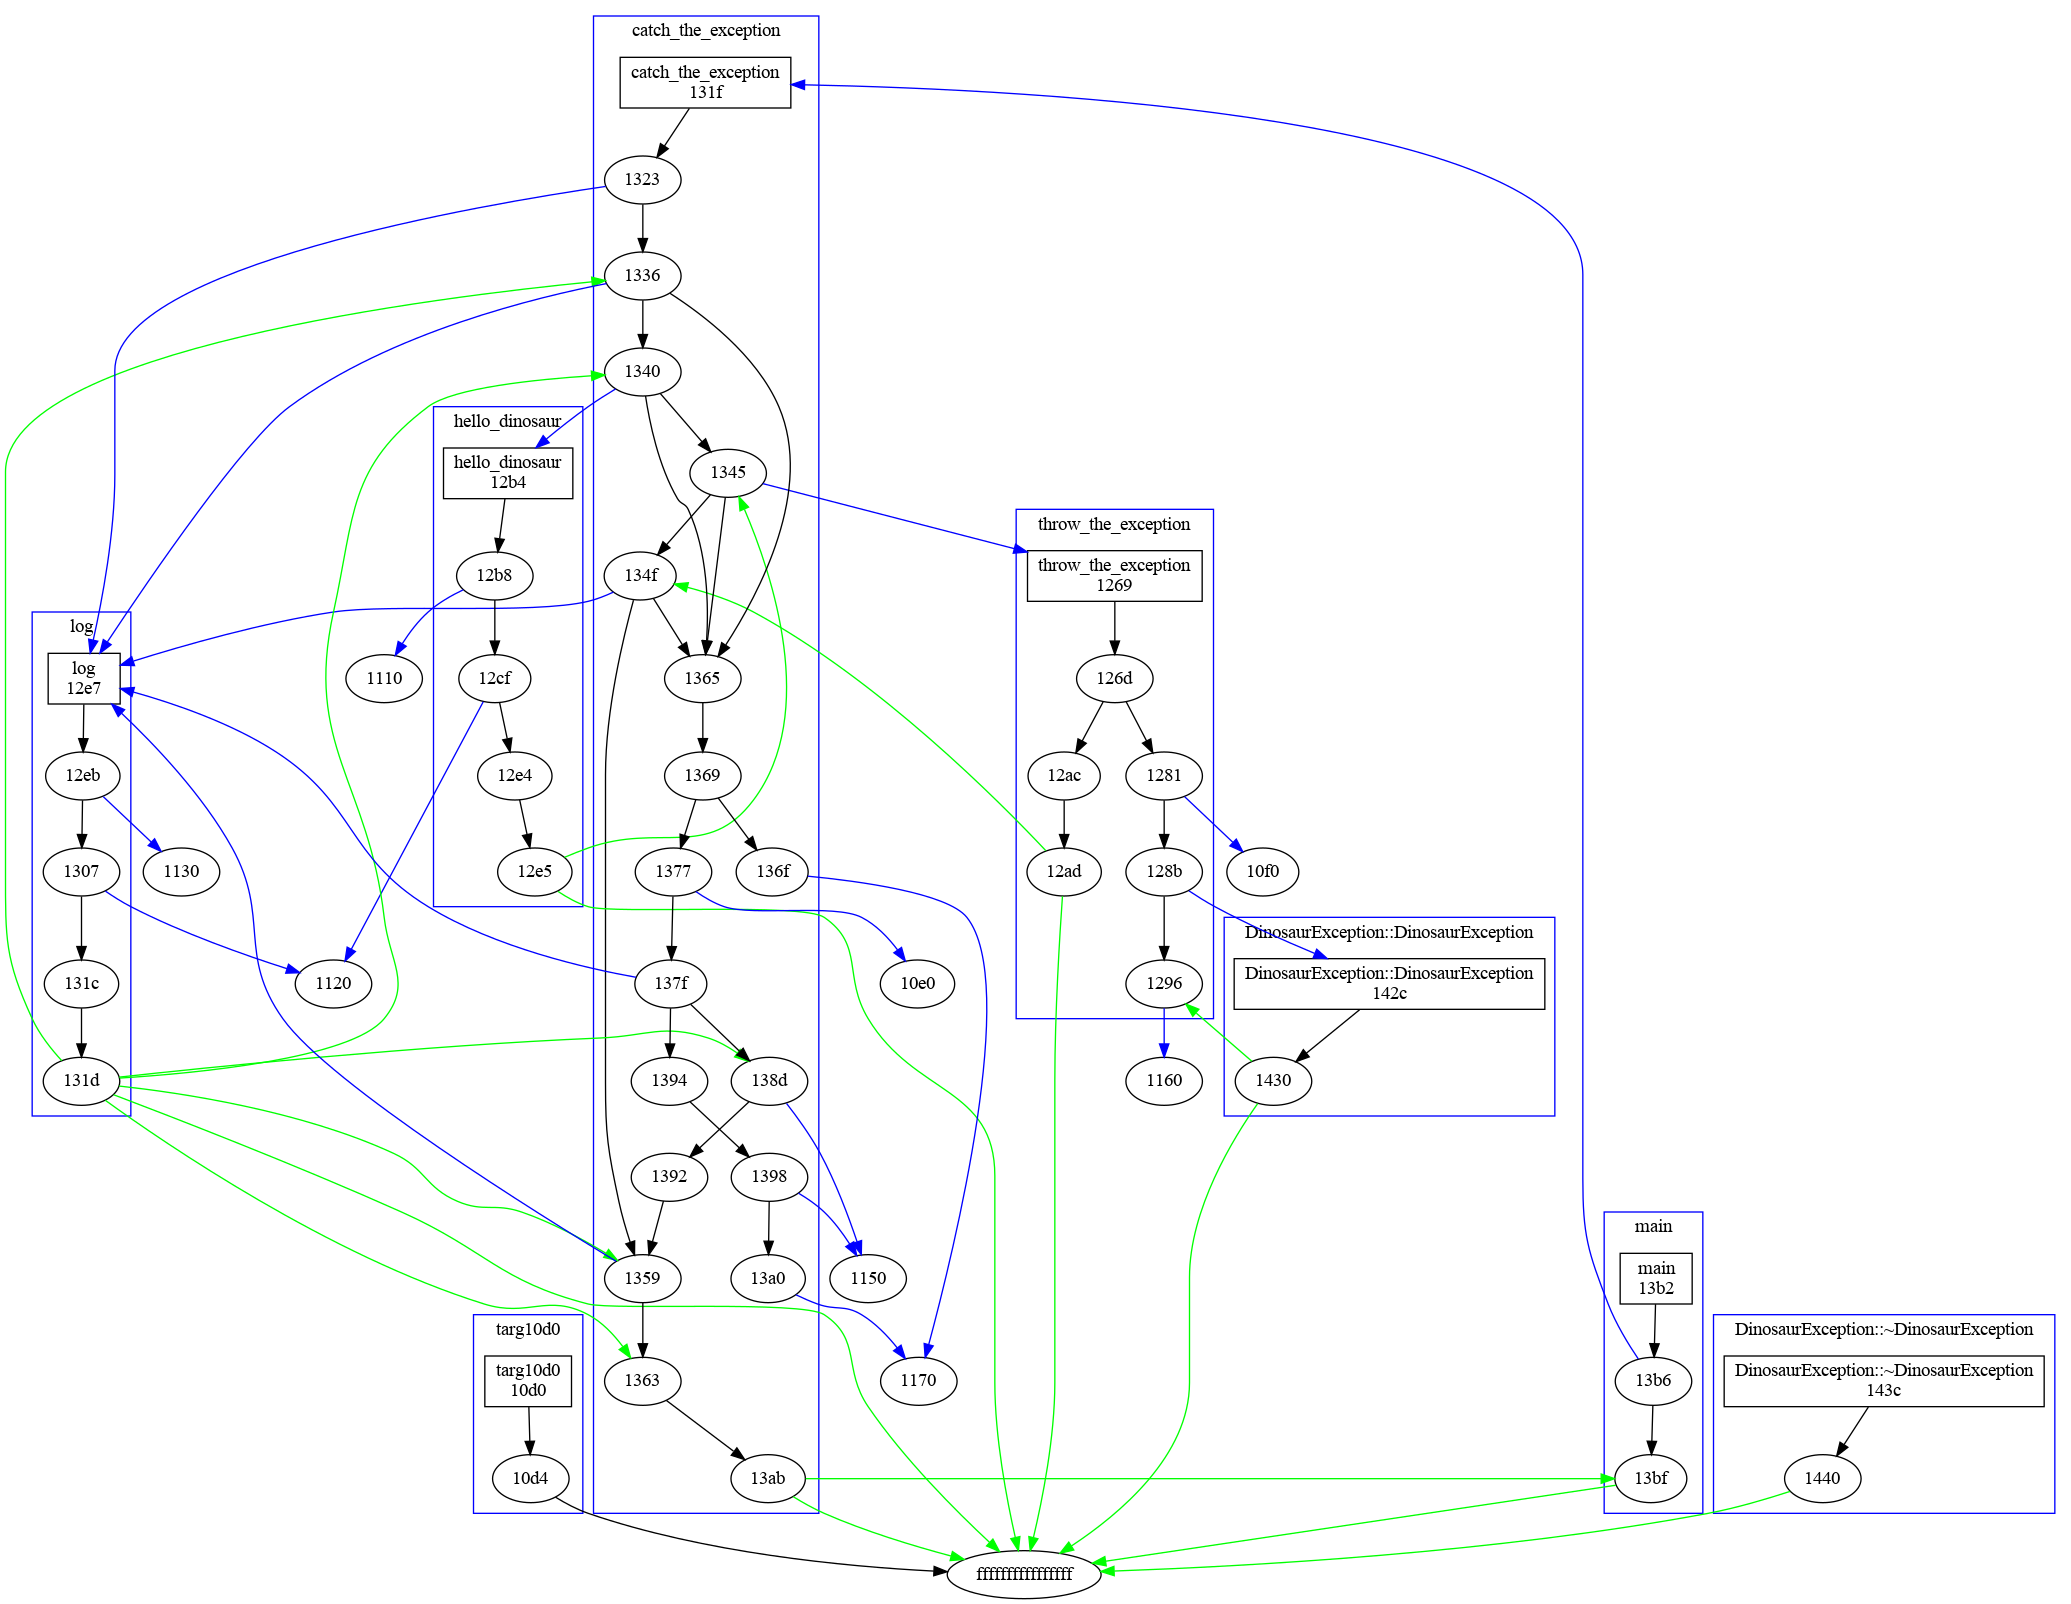 catch_the_exception
catch_the_exception
131f
1323
1336
1340
hello_dinosaur
hello_dinosaur
12b4
1345
throw_the_exception
throw_the_exception
1269
12b8
134f
log
log
12e7
1110
12cf
1365
126d
12eb
12e4
1369
12ac
1281
1307
1130
12e5
1377
136f
12ad
128b
10f0
DinosaurException::DinosaurException
DinosaurException::DinosaurException
142c
131c
1120
137f
10e0
1296
131d
1394
138d
1160
1430
1392
1398
main
main
13b2
1359
13a0
1150
targ10d0
targ10d0
10d0
DinosaurException::~DinosaurException
DinosaurException::~DinosaurException
143c
1363
1170
13b6
10d4
13ab
13bf
1440
ffffffffffffffff